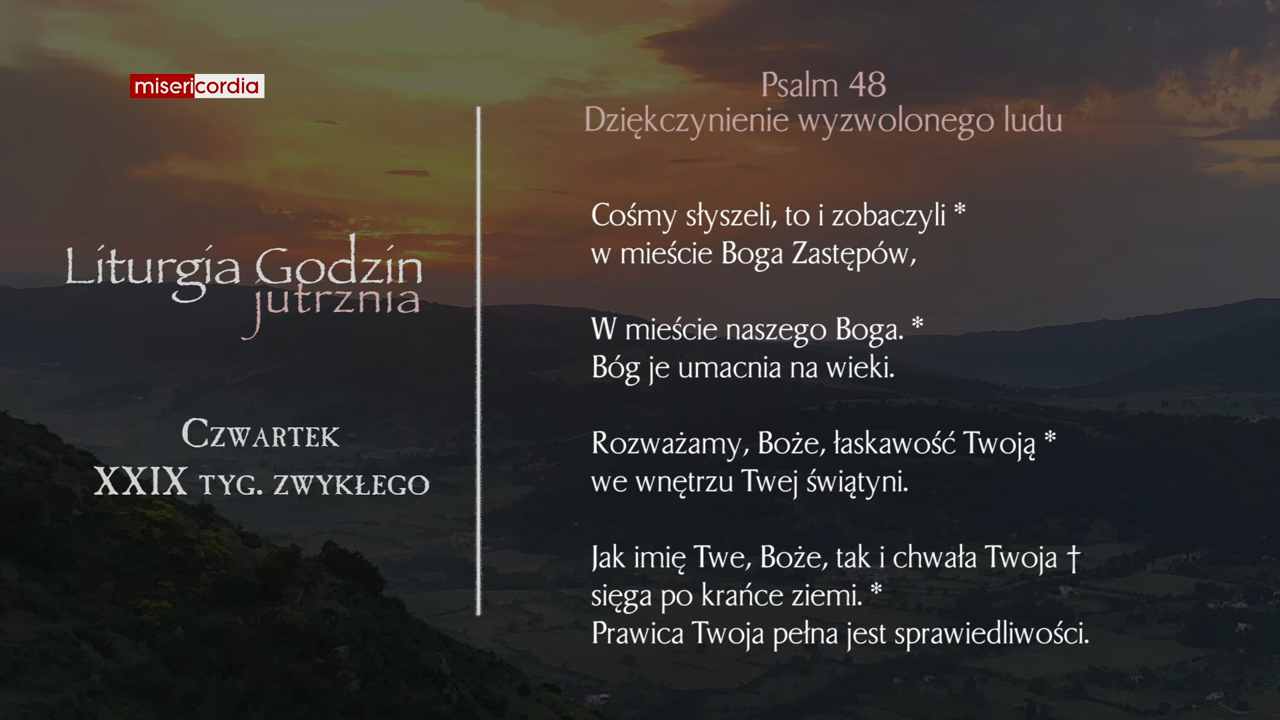 misericordia
Liturgia Godzin
jutrznia
Czwartek
XXIX tyg. zwykłego
Psalm 48
Dziękczynienie wyzwolonego ludu
Cośmy słyszeli, to i zobaczyli *
w mieście Boga Zastępów,
W mieście naszego Boga. *
Bóg je umacnia na wieki.
Rozważamy, Boże, łaskawość Twoją *
we wnętrzu Twej świątyni.
Jak imię Twe, Boże, tak i chwała Twoja †
sięga po krańce ziemi. *
Prawica Twoja pełna jest sprawiedliwości.